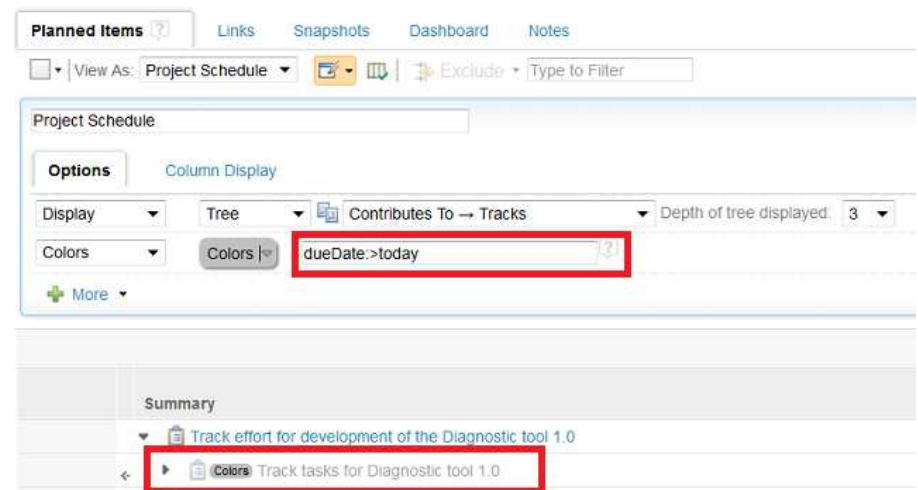 Planned Items ? Links Snapshots Dashboard Notes
View As: Project Schedule Exclude Type to Filter
Project Schedule
Options Column Display
Display Tree Contributes To → Tracks Depth of tree displayed: 3
Colors Colors dueDate:>today ?
More
Summary
Track effort for development of the Diagnostic tool 1.0
Colors Track tasks for Diagnostic tool 1.0